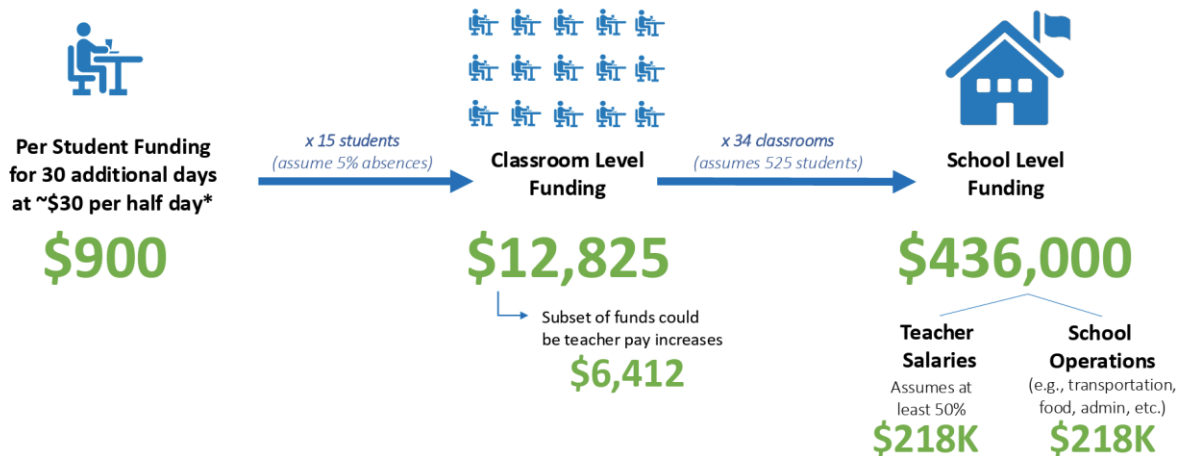 Per Student Funding
for 30 additional days
at ~$30 per half day*
$900
x 15 students
(assume 5% absences)
Classroom Level
Funding
$12,825
Subset of funds could
be teacher pay increases
$6,412
x 34 classrooms
(assumes 525 students)
School Level
Funding
$436,000
Teacher
Salaries
Assumes at
least 50%
$218K
School
Operations
(e.g., transportation,
food, admin, etc.)
$218K